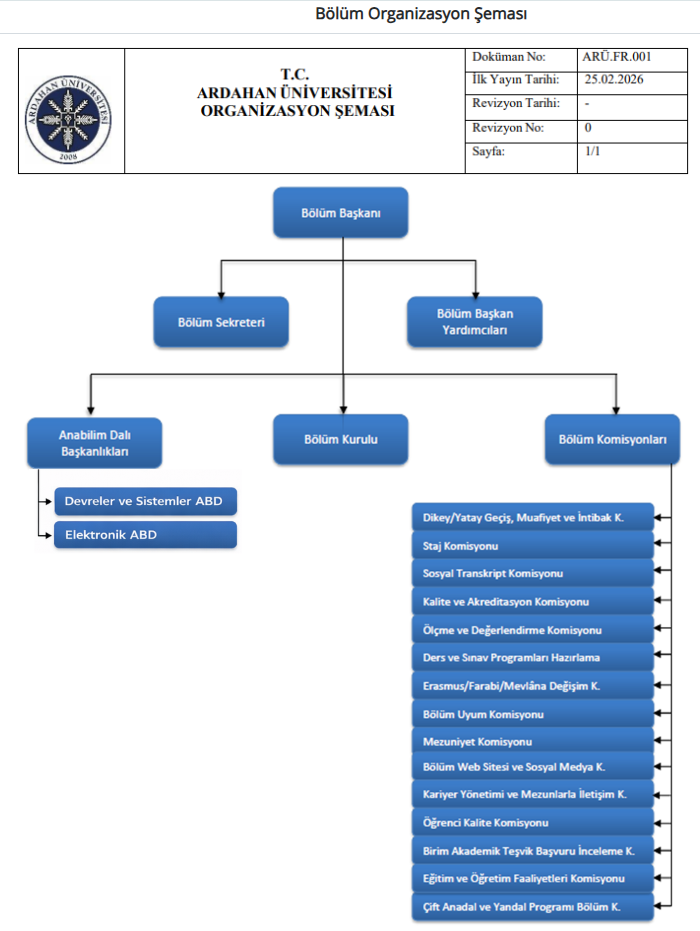 Bölüm Organizasyon Şeması
ARDAHAN ÜNİVERSİTESİ
2008
T.C.
ARDAHAN ÜNİVERSİTESİ
ORGANİZASYON ŞEMASI
Doküman No: ARÜ.FR.001
İlk Yayın Tarihi: 25.02.2026
Revizyon Tarihi: -
Revizyon No: 0
Sayfa: 1/1
Bölüm Başkanı
Bölüm Sekreteri
Bölüm Başkan
Yardımcıları
Anabilim Dalı
Başkanlıkları
Bölüm Kurulu
Bölüm Komisyonları
Devreler ve Sistemler ABD
Elektronik ABD
Dikey/Yatay Geçiş, Muafiyet ve İntibak K.
Staj Komisyonu
Sosyal Transkript Komisyonu
Kalite ve Akreditasyon Komisyonu
Ölçme ve Değerlendirme Komisyonu
Ders ve Sınav Programları Hazırlama
Erasmus/Farabi/Mevlâna Değişim K.
Bölüm Uyum Komisyonu
Mezuniyet Komisyonu
Bölüm Web Sitesi ve Sosyal Medya K.
Kariyer Yönetimi ve Mezunlarla İletişim K.
Öğrenci Kalite Komisyonu
Birim Akademik Teşvik Başvuru İnceleme K.
Eğitim ve Öğretim Faaliyetleri Komisyonu
Çift Anadal ve Yandal Programı Bölüm K.